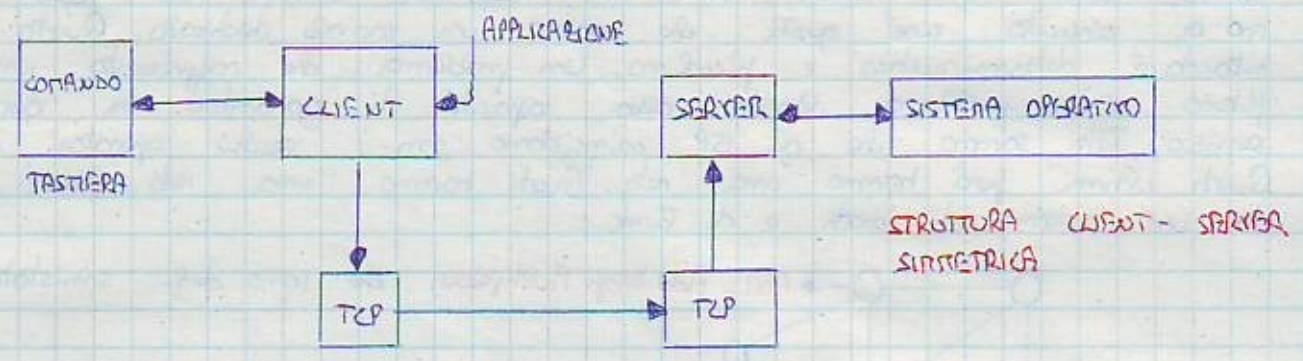 APPLICAZIONE
COMANDO
CLIENT
SERVER
SISTEMA OPERATIVO
TASTIERA
STRUTTURA CLIENT - SERVER
SIMMETRICA
TCP
TCP